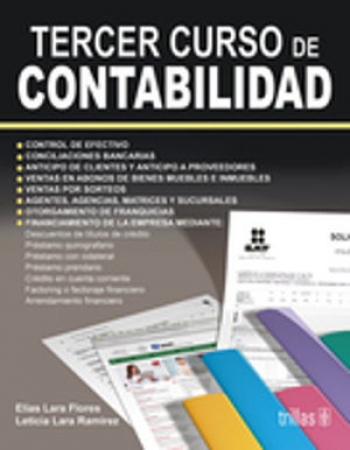 TERCER CURSO DE
CONTABILIDAD
CONTROL DE EFECTIVO
CONCILIACIONES BANCARIAS
ANTICIPO DE CLIENTES Y ANTICIPO A PROVEEDORES
VENTAS EN ABONOS DE BIENES MUEBLES E INMUEBLES
VENTAS POR SORTEOS
AGENTES, AGENCIAS, MATRICES Y SUCURSALES
OTORGAMIENTO DE FRANQUICIAS
FINANCIAMIENTO DE LA EMPRESA MEDIANTE
Descuentos de títulos de crédito
Préstamo quirografario
Préstamo con colateral
Préstamo prendario
Crédito en cuenta corriente
Factoring o factoraje financiero
Arrendamiento financiero
SAT
Elías Lara Flores
Leticia Lara Ramírez
trillas